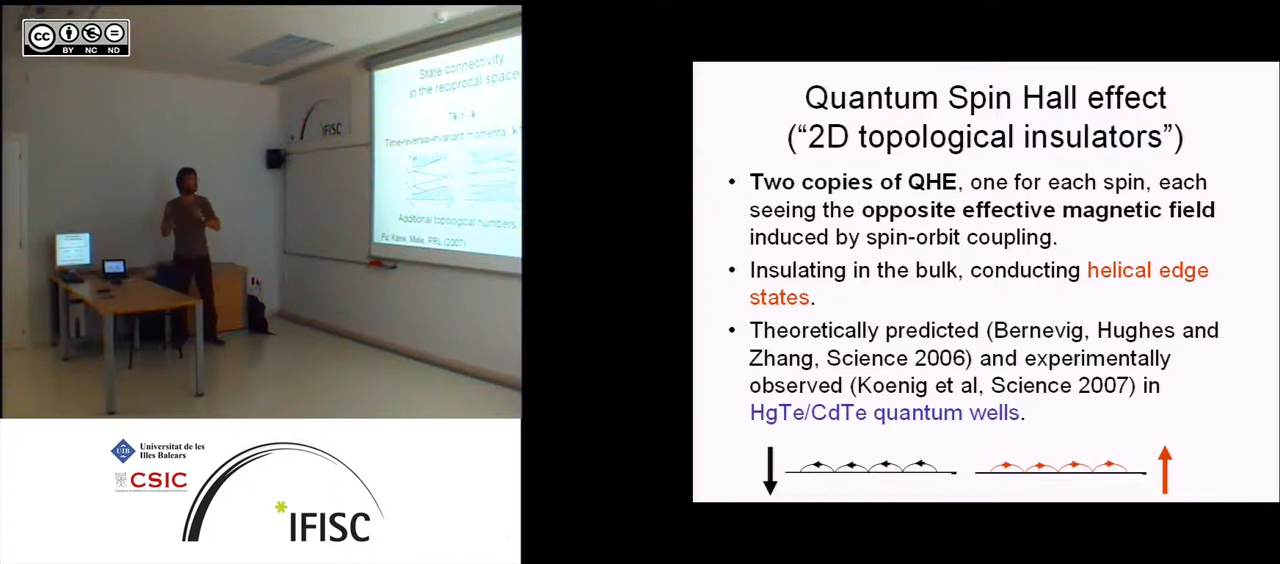 cc
BY NC ND
IFISC
State connectivity
in the reciprocal space
Time-reversal-invariant momenta,
Additional topological numbers
Fu, Kane, Mele, PRL (2007)
Universitat de les
Illes Balears
UIB
CSIC
IFISC
Quantum Spin Hall effect
(“2D topological insulators”)
• Two copies of QHE, one for each spin, each
seeing the opposite effective magnetic field
induced by spin-orbit coupling.
• Insulating in the bulk, conducting helical edge
states.
• Theoretically predicted (Bernevig, Hughes and
Zhang, Science 2006) and experimentally
observed (Koenig et al, Science 2007) in
HgTe/CdTe quantum wells.